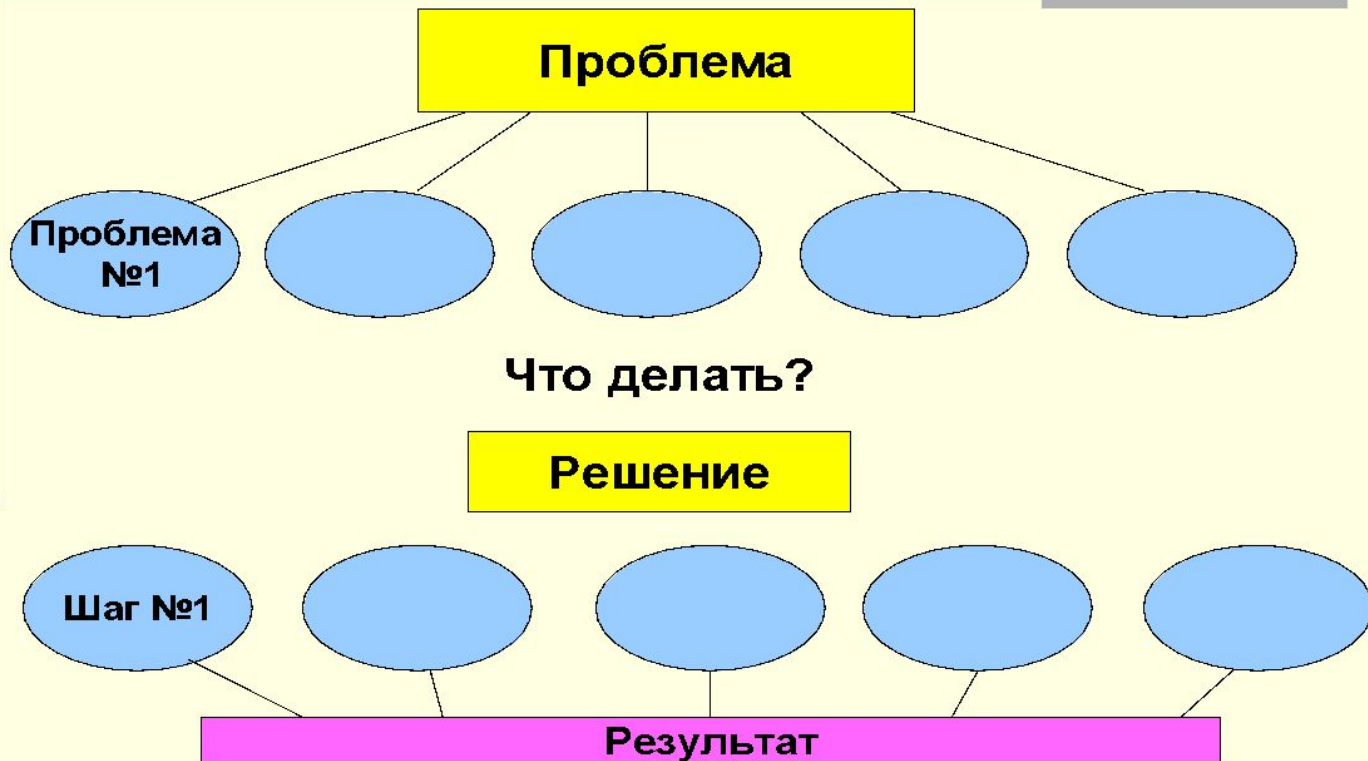 Проблема
Проблема
№1
Что делать?
Решение
Шаг №1
Результат